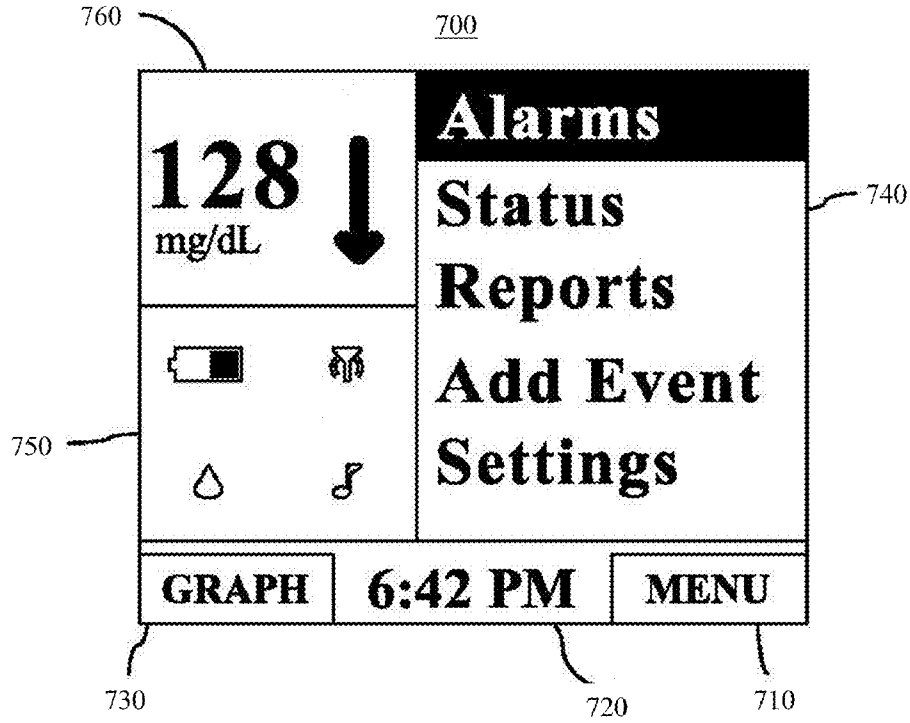 760
700
Alarms
128
mg/dL
Status
740
Reports
Add Event
750
Settings
GRAPH
6:42 PM
MENU
730
720
710